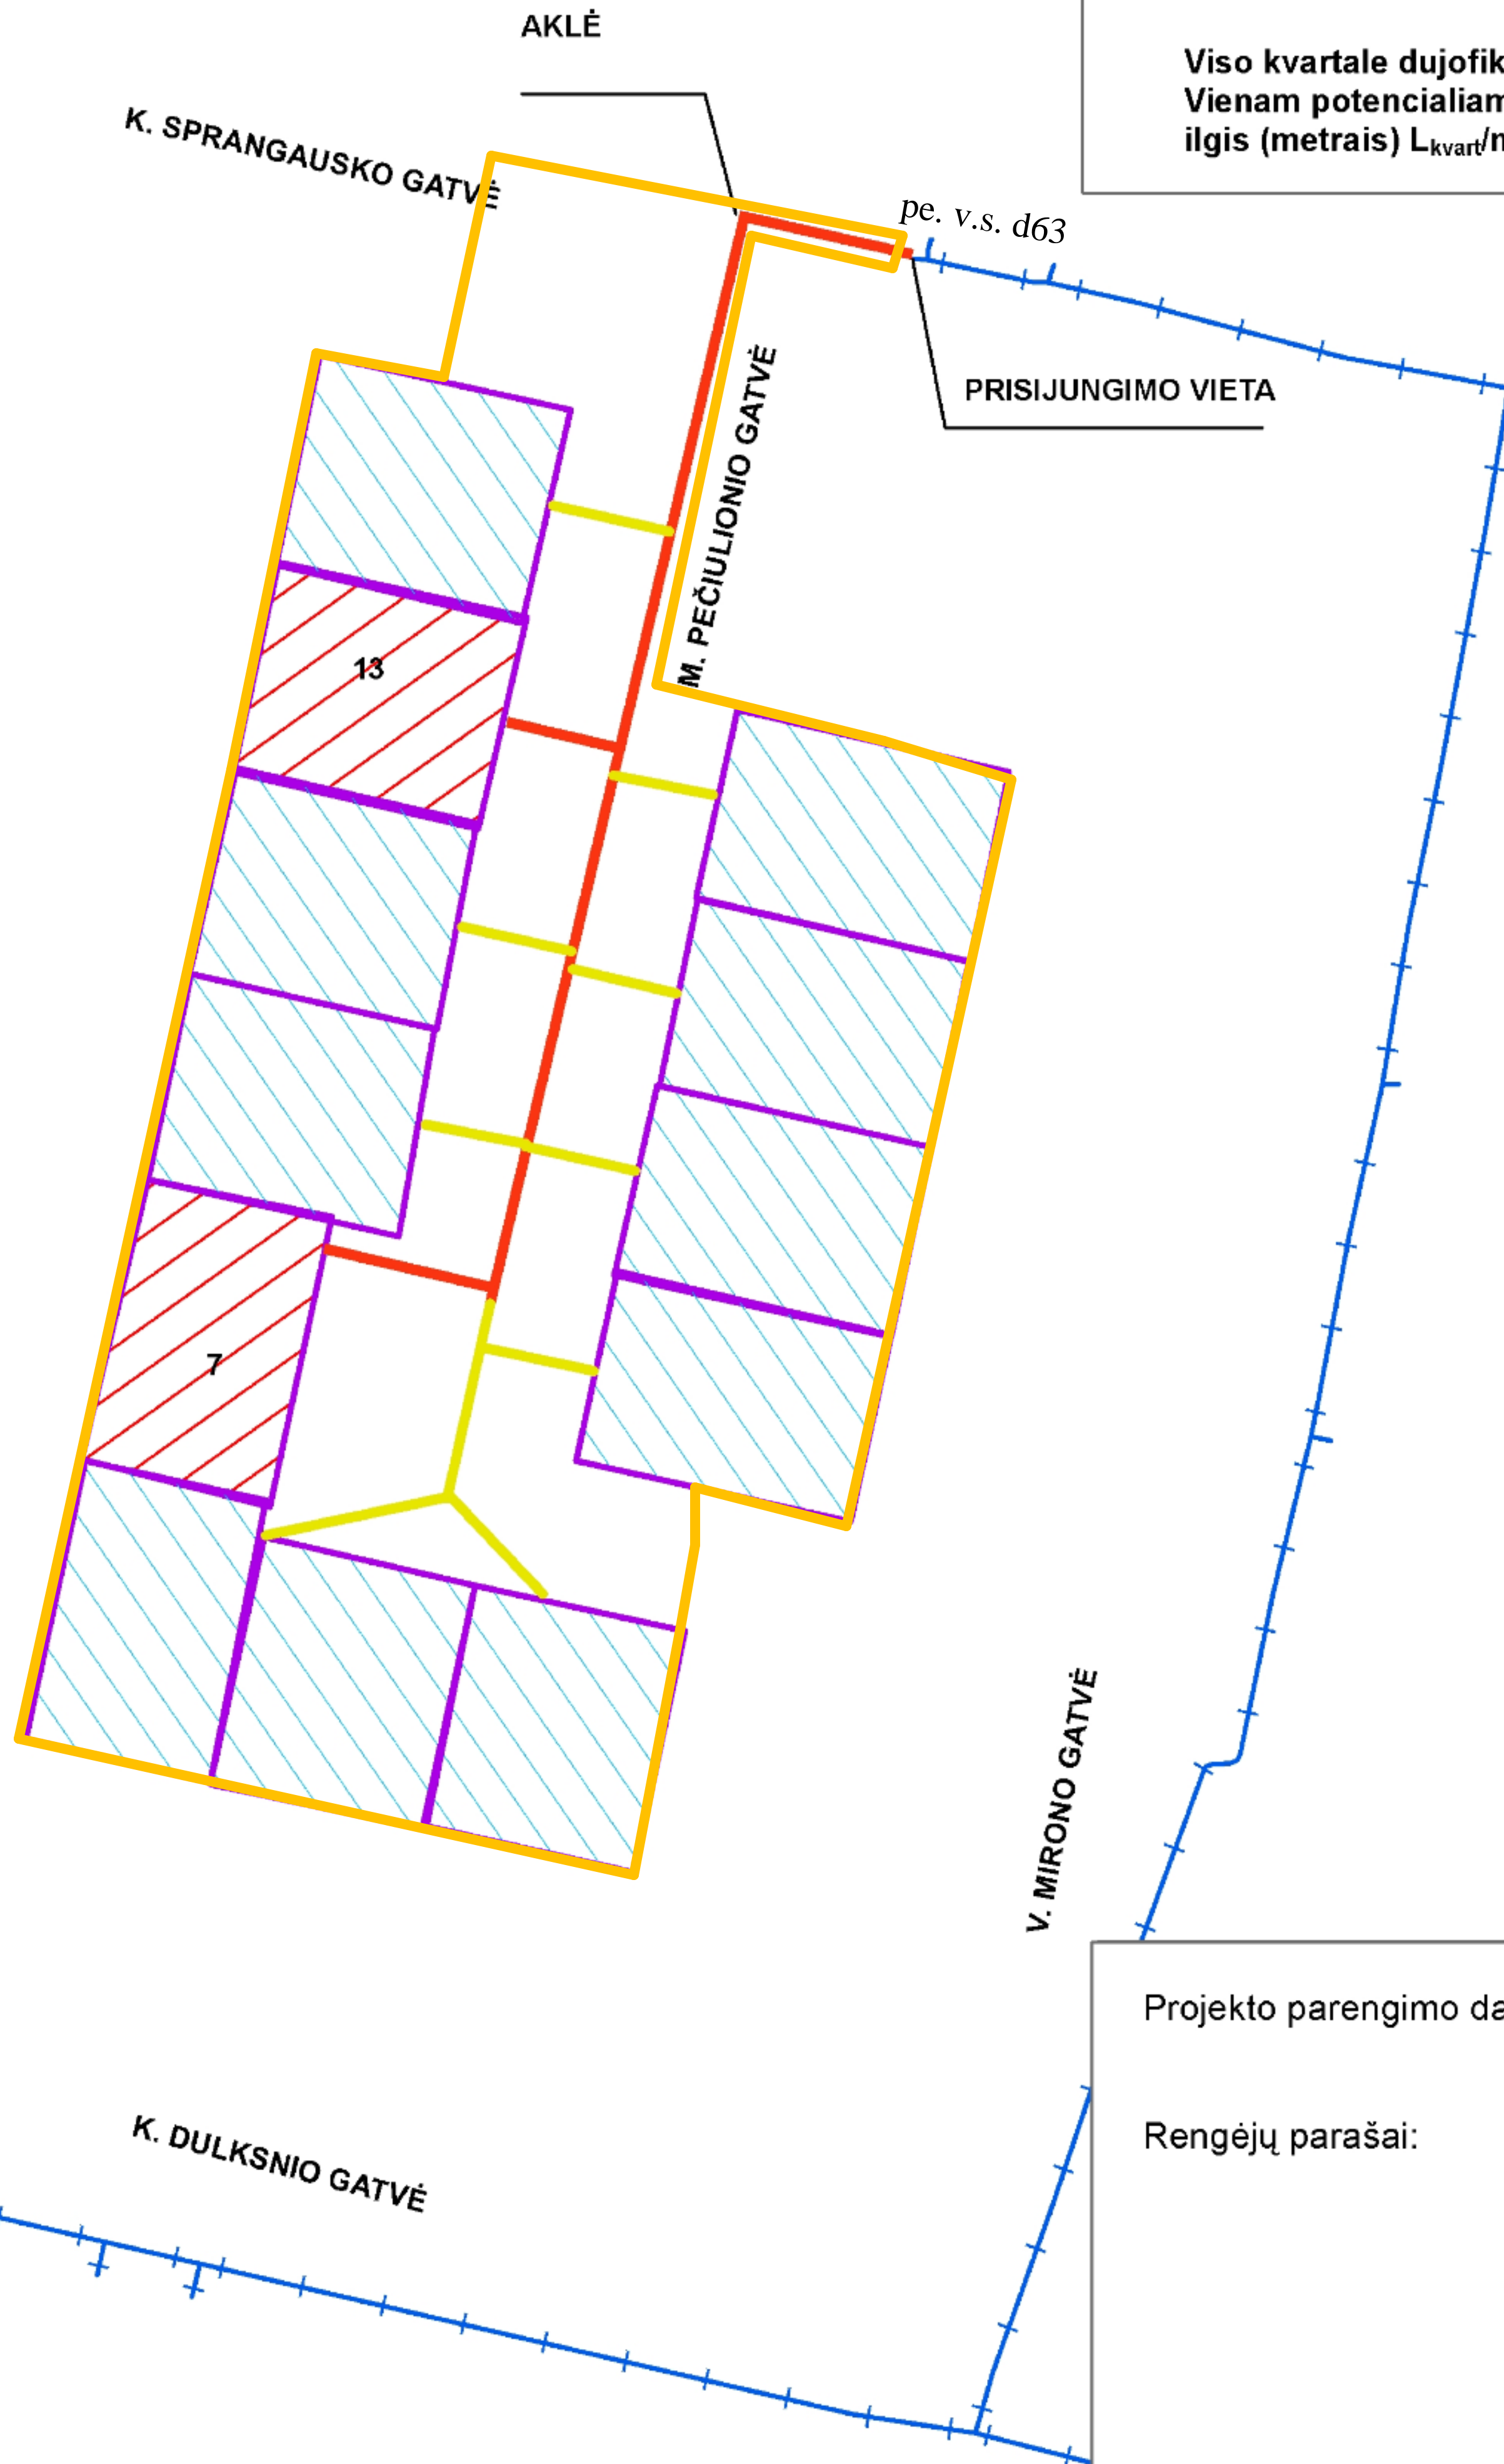 AKLĖ
Viso kvartale dujofik
Vienam potencialiam
ilgis (metrais) Lkvart/n
K. SPRANGAUSKO GATVĖ
pe. v.s. d63
PRISIJUNGIMO VIETA
M. PEČIULIONIO GATVĖ
13
7
V. MIRONO GATVĖ
Projekto parengimo da
Rengėjų parašai:
K. DULKSNIO GATVĖ